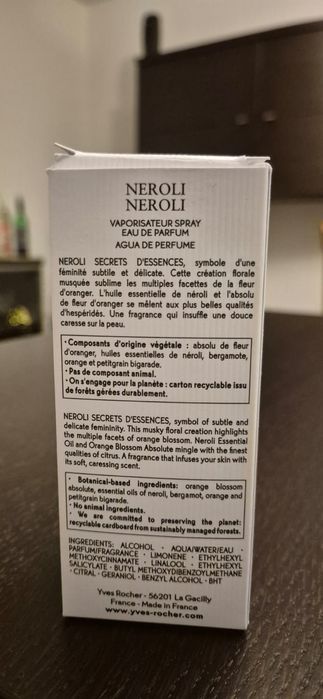 NEROLI
NEROLI
VAPORISATEUR SPRAY
EAU DE PARFUM
AGUA DE PERFUME
NEROLI SECRETS D'ESSENCES, symbole d'une
féminité subtile et délicate. Cette création florale
musquée sublime les multiples facettes de la fleur
d'oranger. L'huile essentielle de néroli et l'absolu
de fleur d'oranger se mêlent aux plus belles qualités
d'hespéridés. Une fragrance qui insuffle une douce
caresse sur la peau.
• Composants d'origine végétale : absolu de fleur
d'oranger, huiles essentielles de néroli, bergamote,
orange et petitgrain bigarade.
• Pas de composant animal.
• On s'engage pour la planète : carton recyclable issu
de forêts gérées durablement.
NEROLI SECRETS D'ESSENCES, symbol of subtle and
delicate femininity. This musky floral creation highlights
the multiple facets of orange blossom. Neroli Essential
Oil and Orange Blossom Absolute mingle with the finest
qualities of citrus. A fragrance that infuses your skin with
its soft, caressing scent.
• Botanical-based ingredients: orange blossom
absolute, essential oils of neroli, bergamot, orange and
petitgrain bigarade.
• No animal ingredients.
• We are committed to preserving the planet:
recyclable cardboard from sustainably managed forests.
INGREDIENTS: ALCOHOL · AQUA/WATER/EAU ·
PARFUM/FRAGRANCE · LIMONENE · ETHYLHEXYL
METHOXYCINNAMATE · LINALOOL · ETHYLHEXYL
SALICYLATE · BUTYL METHOXYDIBENZOYLMETHANE
· CITRAL · GERANIOL · BENZYL ALCOHOL · BHT
Yves Rocher - 56201 La Gacilly
France - Made in France
www.yves-rocher.com